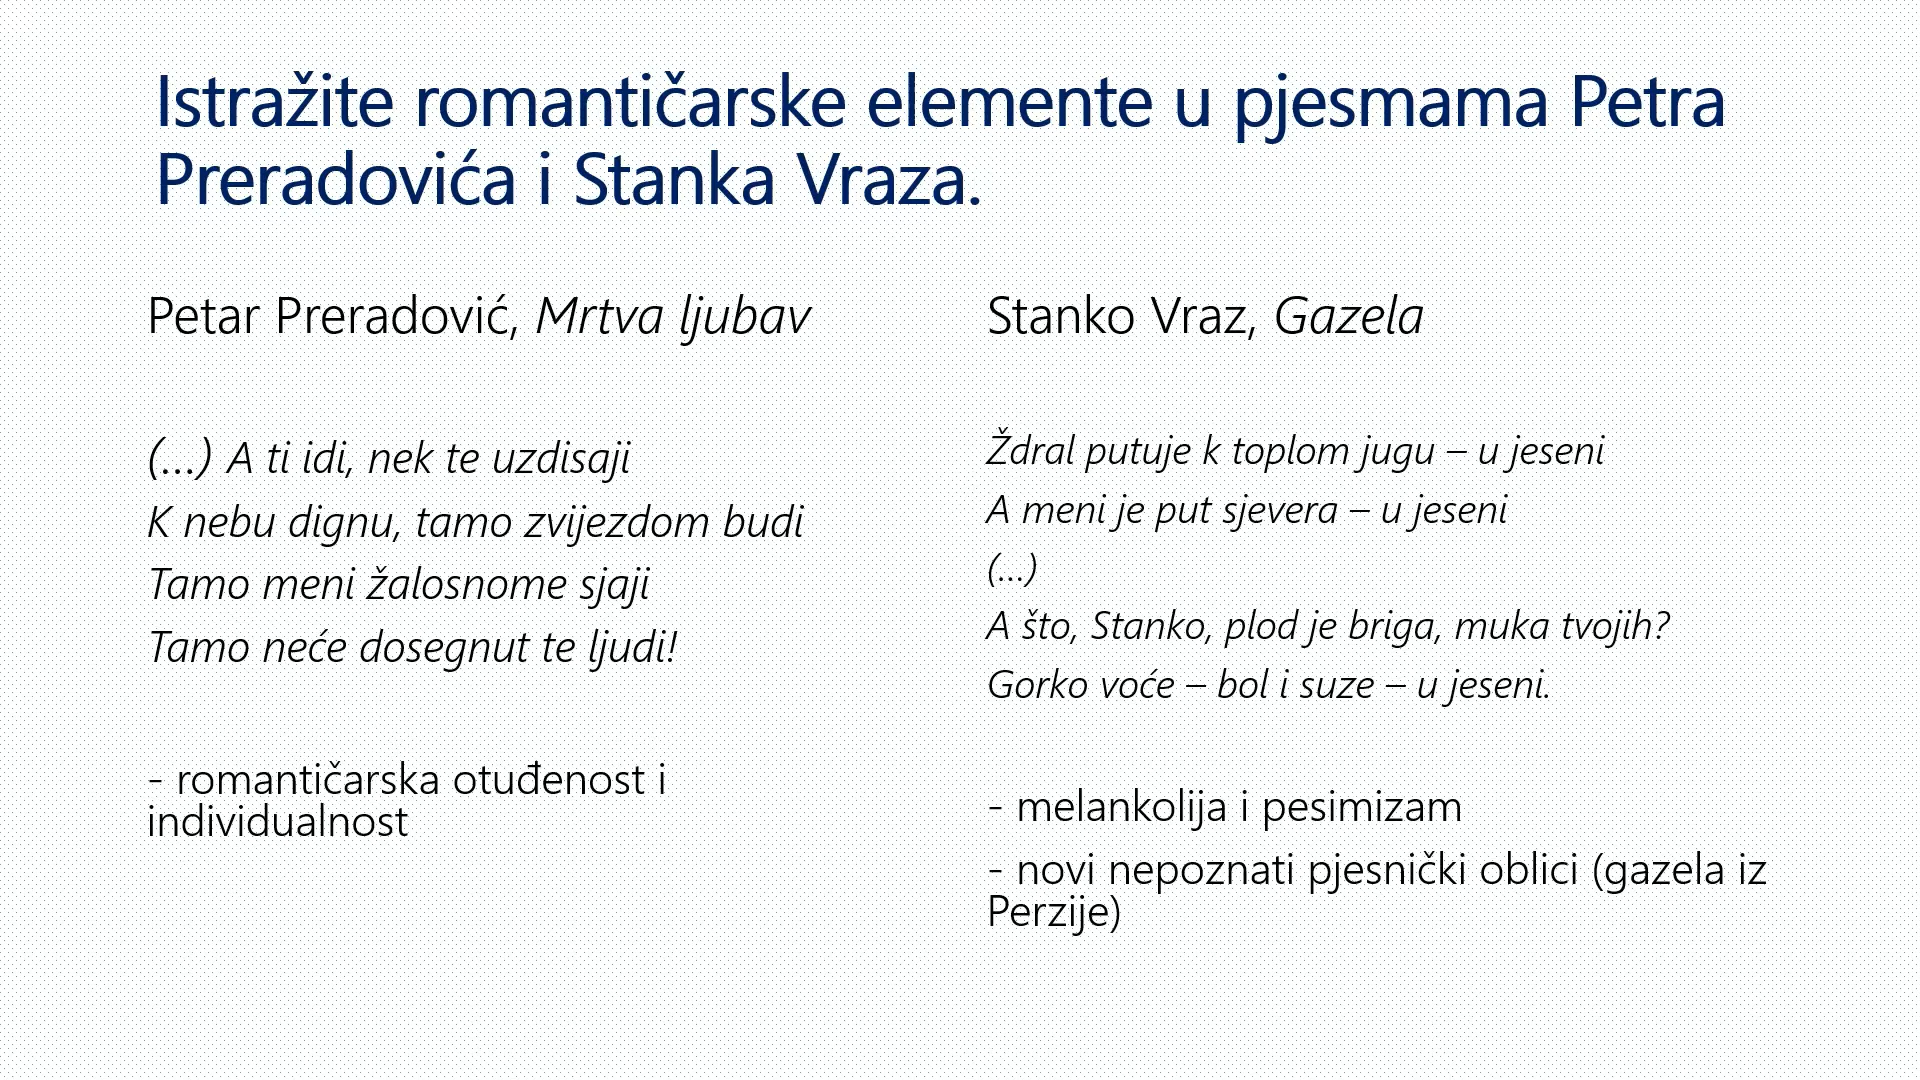 Istražite romantičarske elemente u pjesmama Petra
Preradovića i Stanka Vraza.
Petar Preradović, Mrtva ljubav
(…) A ti idi, nek te uzdisaji
K nebu dignu, tamo zvijezdom budi
Tamo meni žalosnome sjaji
Tamo neće dosegnut te ljudi!
- romantičarska otuđenost i
individualnost
Stanko Vraz, Gazela
Ždral putuje k toplom jugu – u jeseni
A meni je put sjevera – u jeseni
(…)
A što, Stanko, plod je briga, muka tvojih?
Gorko voće – bol i suze – u jeseni.
- melankolija i pesimizam
- novi nepoznati pjesnički oblici (gazela iz
Perzije)